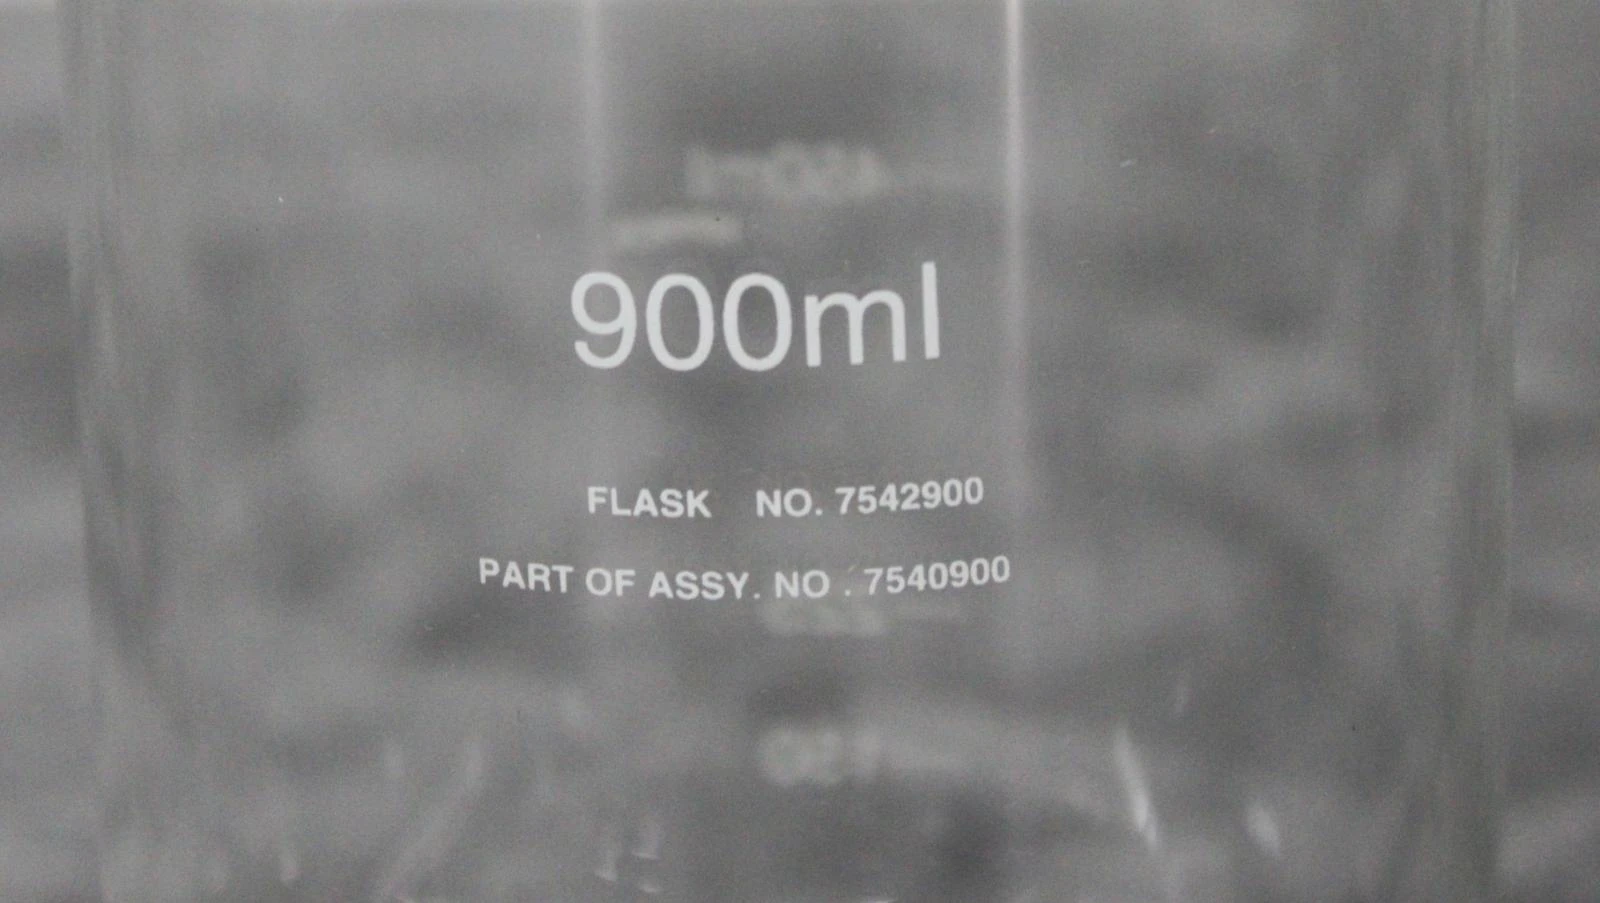 900ml
FLASK NO. 7542900
PART OF ASSY. NO . 7540900